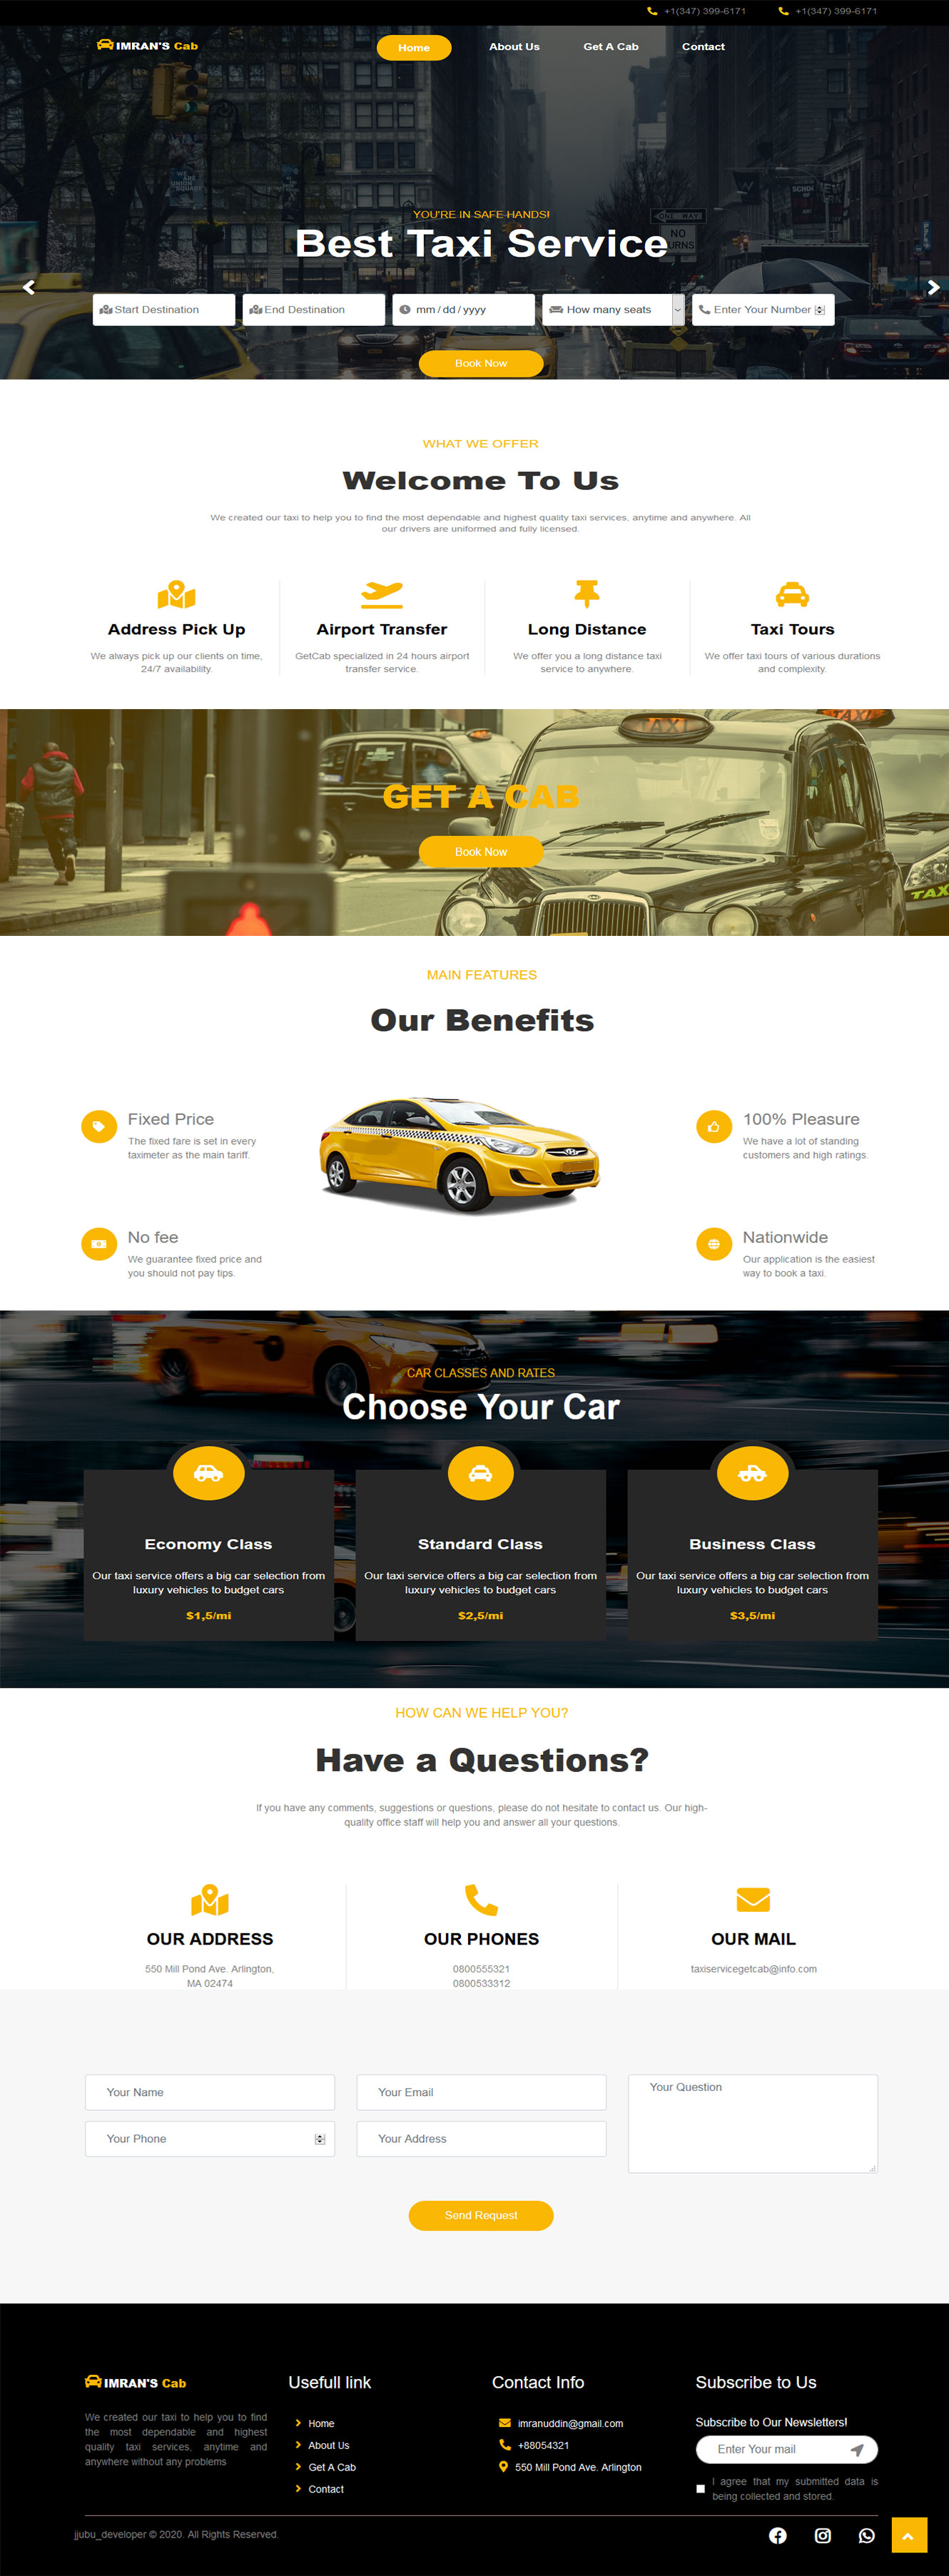 +1(347) 399-6171 +1(347) 399-6171
IMRAN'S Cab Home About Us Get A Cab Contact
WE ARE
UNION
SQUARE
YOU'RE IN SAFE HANDS!
ONE WAY
Best Taxi Service
NO
TURNS
Start Destination End Destination mm / dd / yyyy How many seats Enter Your Number
Book Now
WHAT WE OFFER
Welcome To Us
We created our taxi to help you to find the most dependable and highest quality taxi services, anytime and anywhere. All
our drivers are uniformed and fully licensed.
Address Pick Up
We always pick up our clients on time,
24/7 availability.
Airport Transfer
GetCab specialized in 24 hours airport
transfer service.
Long Distance
We offer you a long distance taxi
service to anywhere.
Taxi Tours
We offer taxi tours of various durations
and complexity.
TAXI
TAXI
GET A CAB
Book Now
TAXI
MAIN FEATURES
Our Benefits
Fixed Price
The fixed fare is set in every
taximeter as the main tariff.
100% Pleasure
We have a lot of standing
customers and high ratings.
No fee
We guarantee fixed price and
you should not pay tips.
Nationwide
Our application is the easiest
way to book a taxi.
CAR CLASSES AND RATES
Choose Your Car
Economy Class
Our taxi service offers a big car selection from
luxury vehicles to budget cars
$1,5/mi
Standard Class
Our taxi service offers a big car selection from
luxury vehicles to budget cars
$2,5/mi
Business Class
Our taxi service offers a big car selection from
luxury vehicles to budget cars
$3,5/mi
HOW CAN WE HELP YOU?
Have a Questions?
If you have any comments, suggestions or questions, please do not hesitate to contact us. Our high-
quality office staff will help you and answer all your questions.
OUR ADDRESS
550 Mill Pond Ave. Arlington,
MA 02474
OUR PHONES
0800555321
0800533312
OUR MAIL
taxiservicegetcab@info.com
Your Name Your Email Your Question
Your Phone Your Address
Send Request
IMRAN'S Cab
We created our taxi to help you to find
the most dependable and highest
quality taxi services, anytime and
anywhere without any problems
Usefull link
Home
About Us
Get A Cab
Contact
Contact Info
imranuddin@gmail.com
+88054321
550 Mill Pond Ave. Arlington
Subscribe to Us
Subscribe to Our Newsletters!
Enter Your mail
I agree that my submitted data is
being collected and stored.
jjubu_developer © 2020. All Rights Reserved.